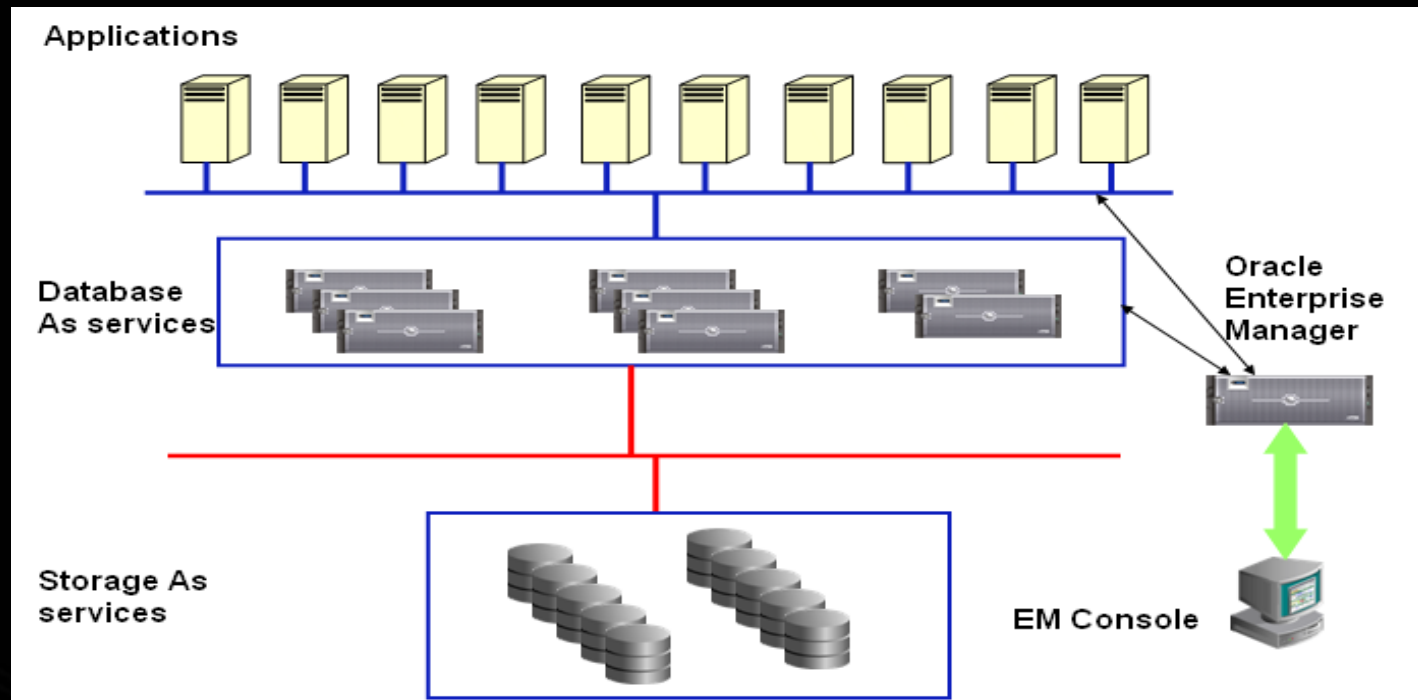 Applications
Database
As services
Oracle
Enterprise
Manager
Storage As
services
EM Console